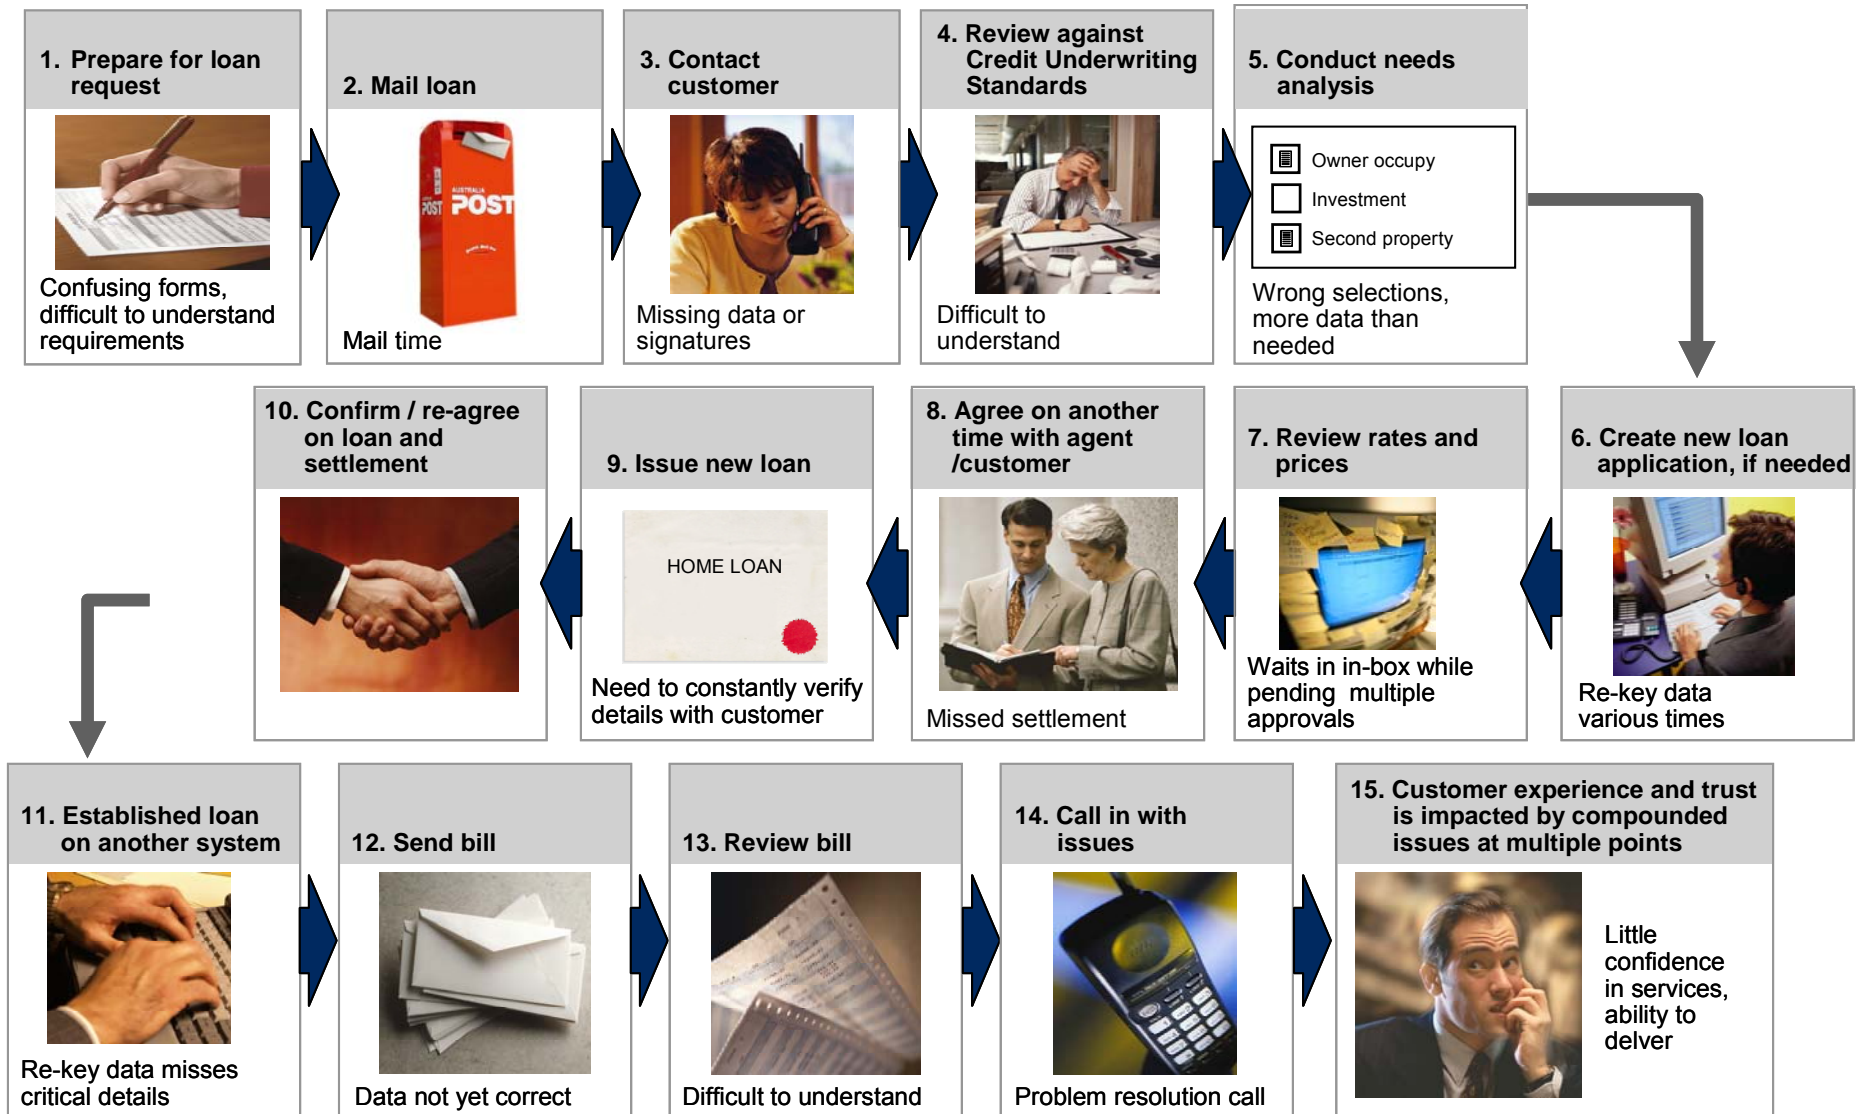 1. Prepare for loan
request
Confusing forms,
difficult to understand
requirements
2. Mail loan
AUSTRALIA
POST
POST
Mail time
3. Contact
customer
Missing data or
signatures
4. Review against
Credit Underwriting
Standards
Difficult to
understand
5. Conduct needs
analysis
Owner occupy
Investment
Second property
Wrong selections,
more data than
needed
6. Create new loan
application, if needed
Re-key data
various times
7. Review rates and
prices
Waits in in-box while
pending multiple
approvals
8. Agree on another
time with agent
/customer
Missed settlement
9. Issue new loan
HOME LOAN
Need to constantly verify
details with customer
10. Confirm / re-agree
on loan and
settlement
11. Established loan
on another system
Re-key data misses
critical details
12. Send bill
Data not yet correct
13. Review bill
Difficult to understand
14. Call in with
issues
Problem resolution call
15. Customer experience and trust
is impacted by compounded
issues at multiple points
Little
confidence
in services,
ability to
delver